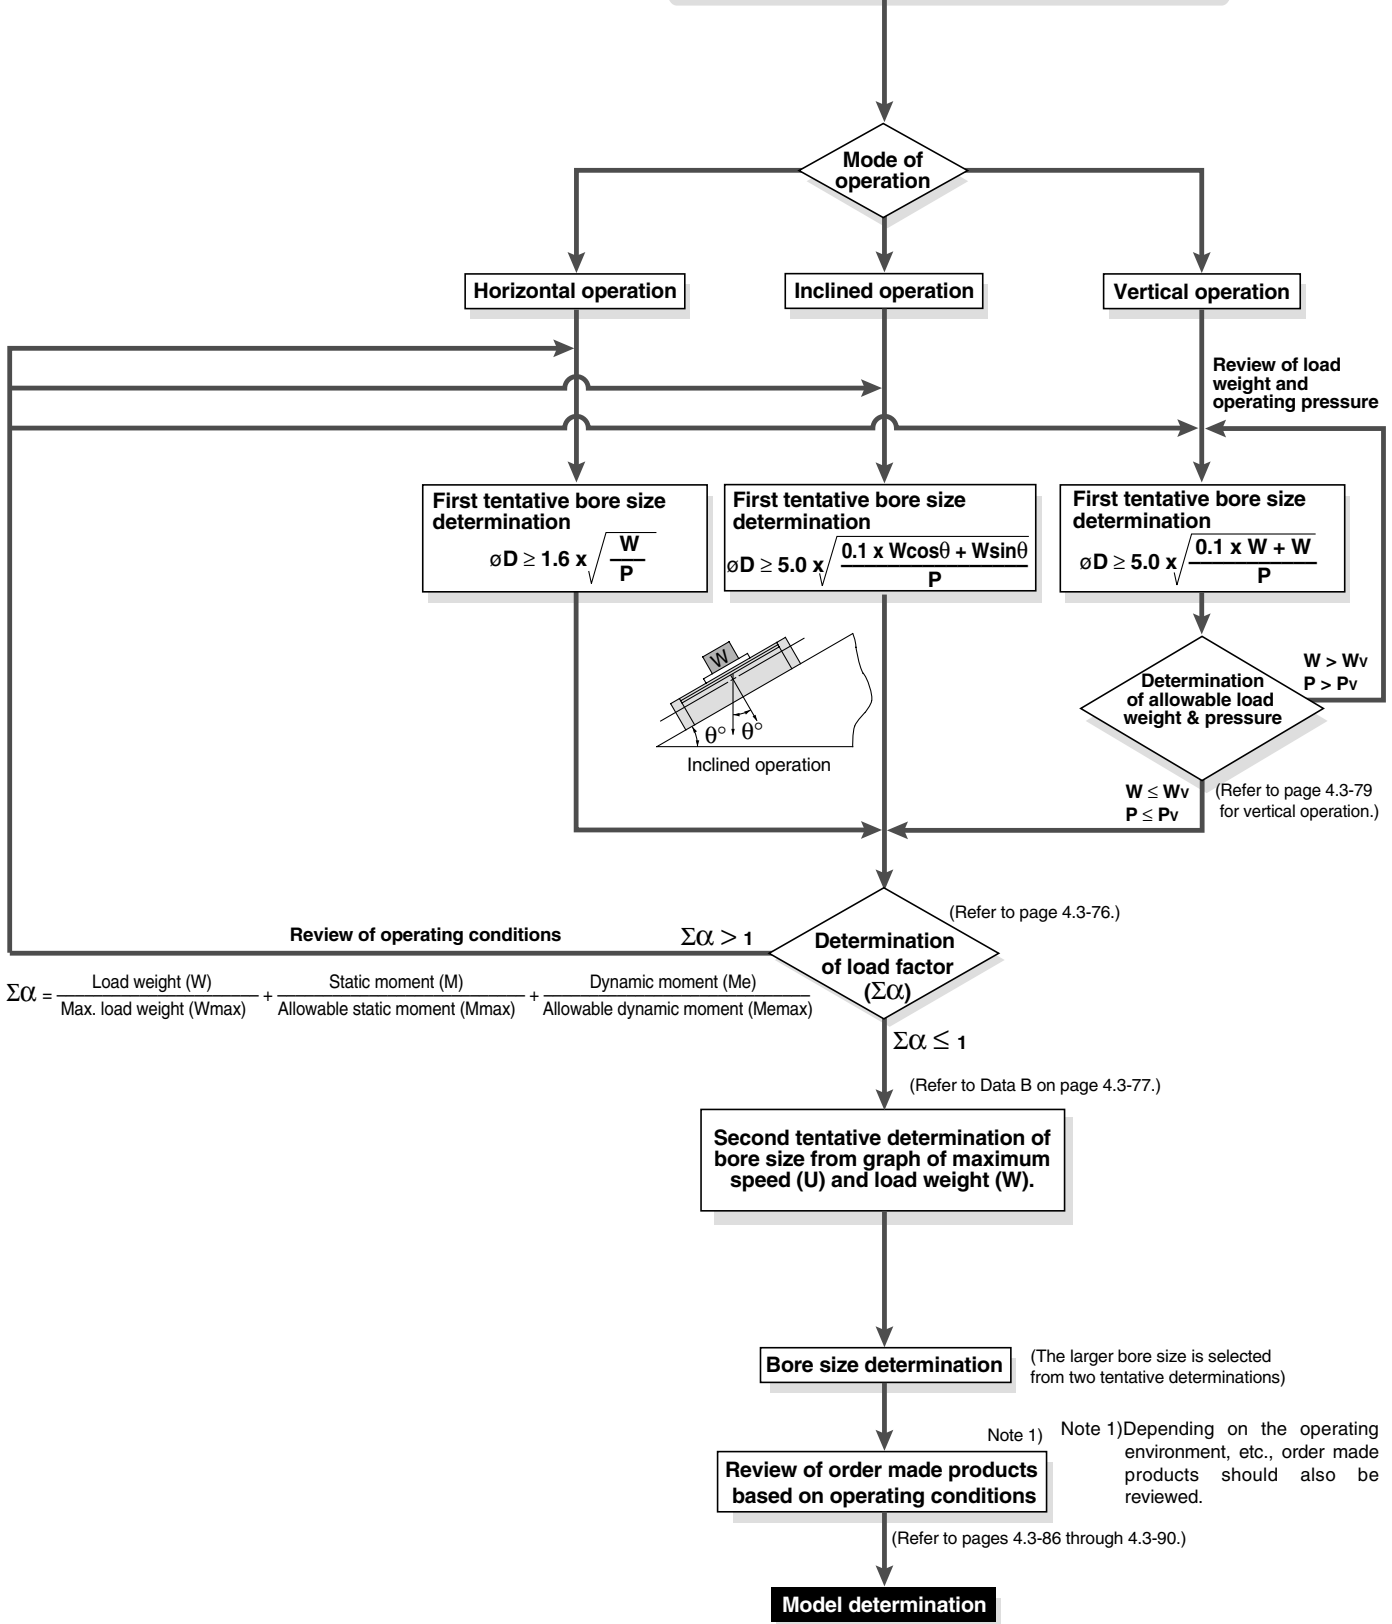 Mode of
operation
Horizontal operation
Inclined operation
Vertical operation
Review of load
weight and
operating pressure
First tentative bore size
determination
øD ≥ 1.6 x √ W
P
First tentative bore size
determination
øD ≥ 5.0 x √ 0.1 x Wcosθ + Wsinθ
P
First tentative bore size
determination
øD ≥ 5.0 x √ 0.1 x W + W
P
W
θ° θ°
Inclined operation
Determination
of allowable load
weight & pressure
W > Wv
P > Pv
W ≤ Wv
P ≤ Pv
(Refer to page 4.3-79
for vertical operation.)
(Refer to page 4.3-76.)
Determination
of load factor
(Σα)
Review of operating conditions
Σα > 1
Σα = Load weight (W) + Static moment (M) + Dynamic moment (Me)
Max. load weight (Wmax) Allowable static moment (Mmax) Allowable dynamic moment (Memax)
Σα ≤ 1
(Refer to Data B on page 4.3-77.)
Second tentative determination of
bore size from graph of maximum
speed (U) and load weight (W).
Bore size determination
(The larger bore size is selected
from two tentative determinations)
Note 1)
Note 1)Depending on the operating
environment, etc., order made
products should also be
reviewed.
Review of order made products
based on operating conditions
(Refer to pages 4.3-86 through 4.3-90.)
Model determination